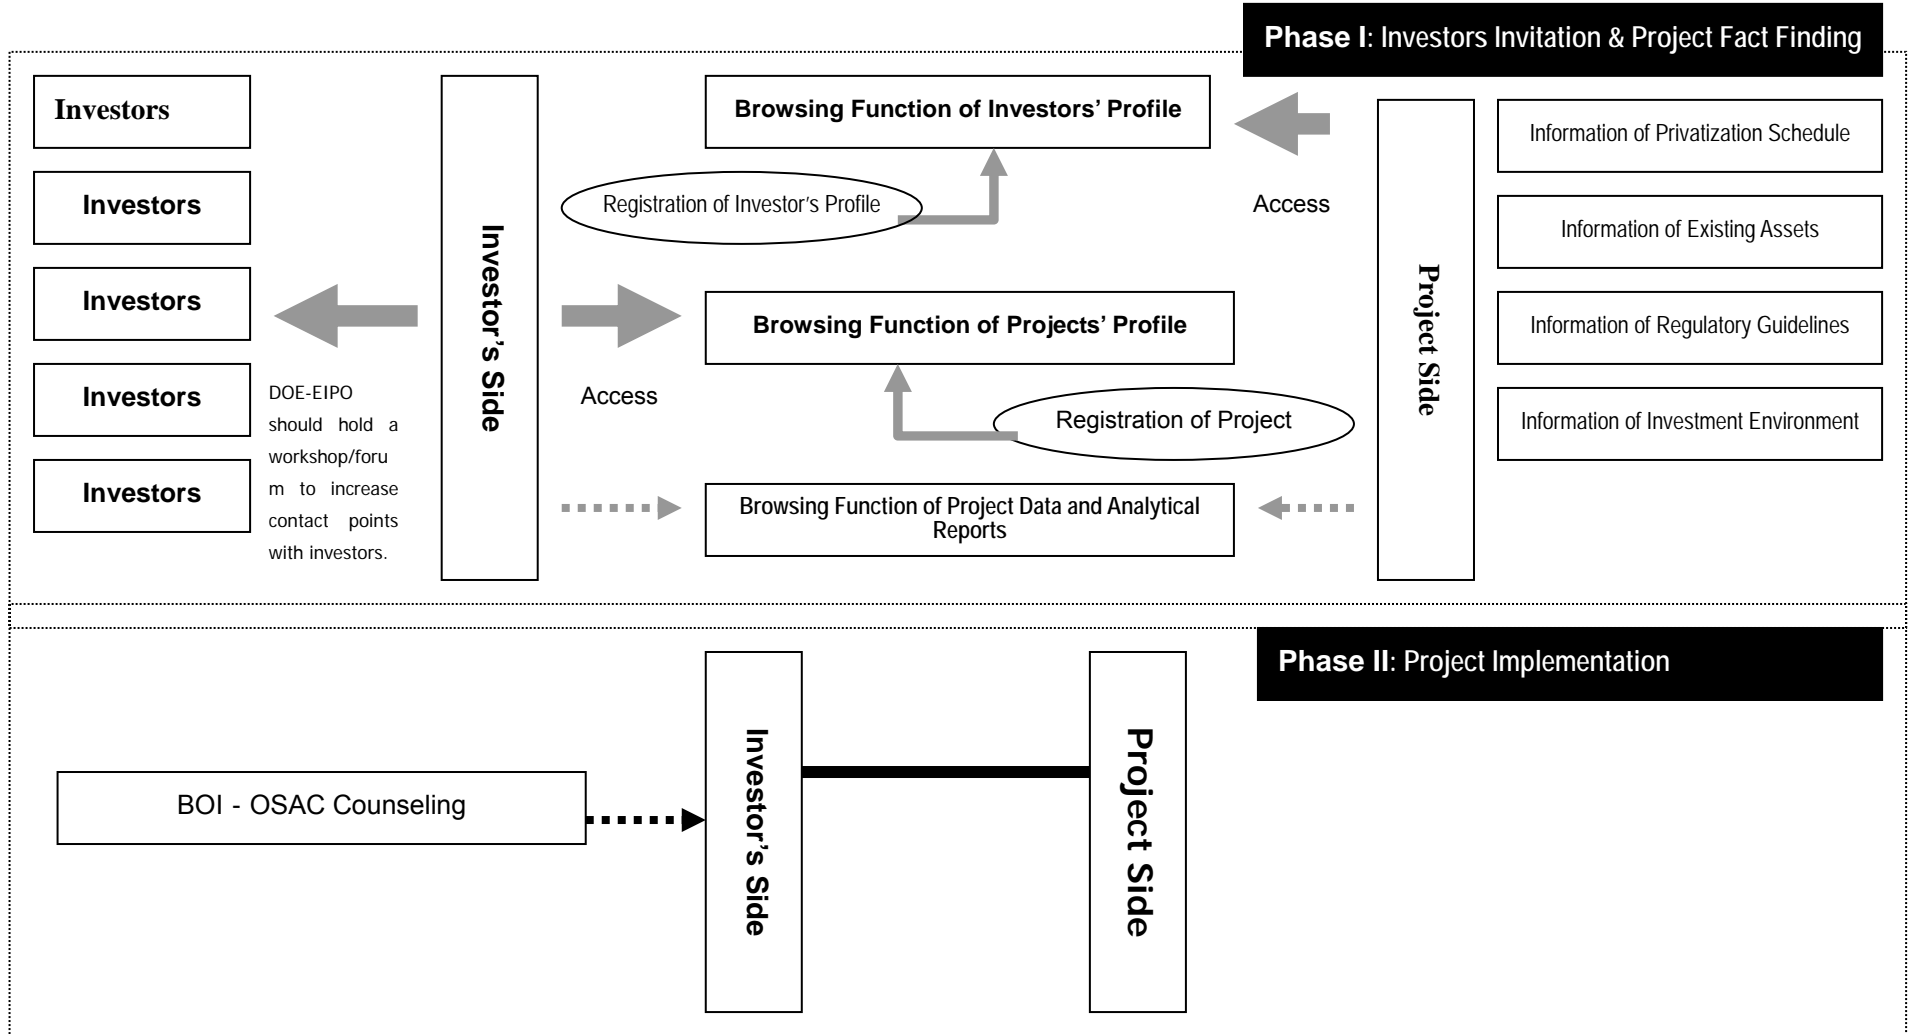 Phase I: Investors Invitation & Project Fact Finding
Investors
Investors
Investors
Investors
Investors
DOE-EIPO
should hold a
workshop/foru
m to increase
contact points
with investors.
Investor's Side
Browsing Function of Investors' Profile
Registration of Investor's Profile
Access
Browsing Function of Projects' Profile
Access
Registration of Project
Browsing Function of Project Data and Analytical
Reports
Project Side
Information of Privatization Schedule
Information of Existing Assets
Information of Regulatory Guidelines
Information of Investment Environment
Phase II: Project Implementation
BOI - OSAC Counseling
Investor's Side
Project Side